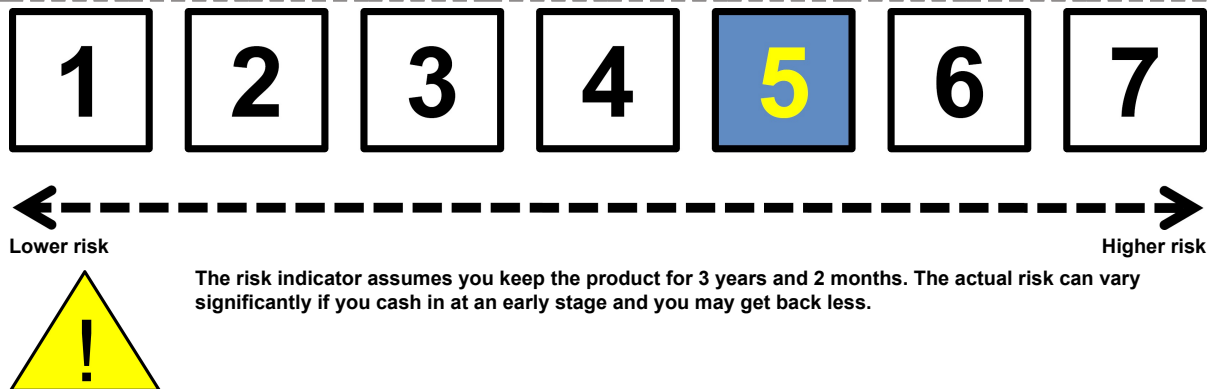 1 2 3 4 5 6 7
Lower risk Higher risk
The risk indicator assumes you keep the product for 3 years and 2 months. The actual risk can vary
significantly if you cash in at an early stage and you may get back less.
!